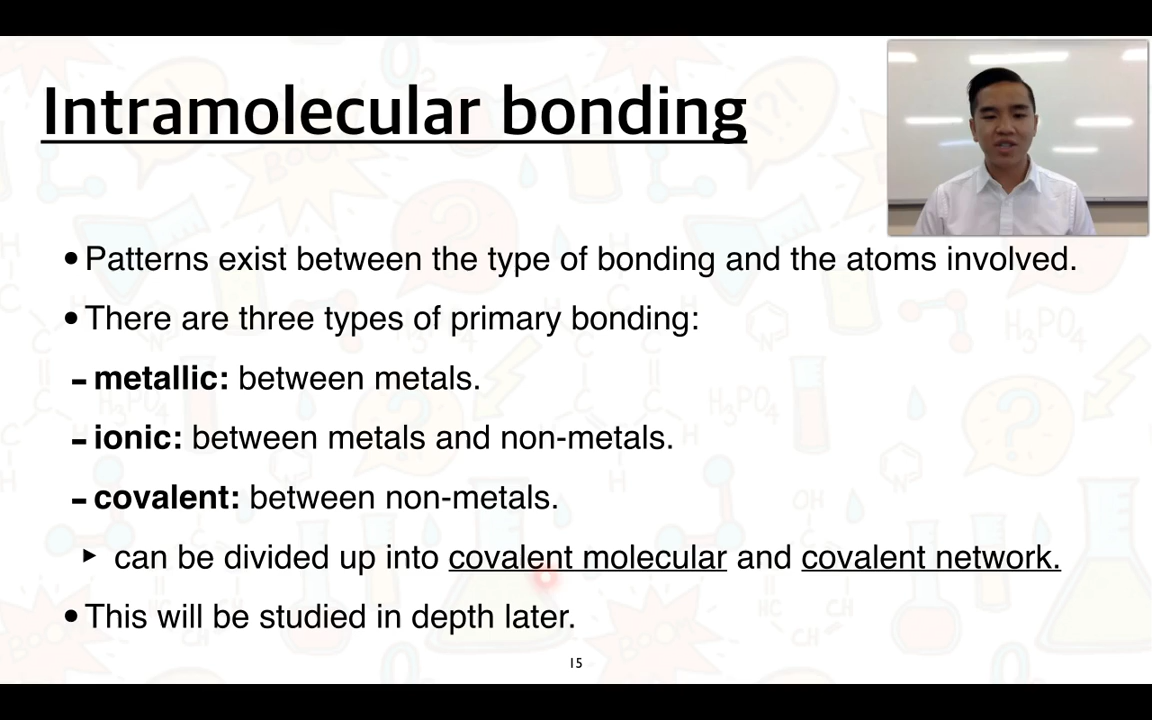 Intramolecular bonding
•Patterns exist between the type of bonding and the atoms involved.
•There are three types of primary bonding:
-metallic: between metals.
-ionic: between metals and non-metals.
-covalent: between non-metals.
▸ can be divided up into covalent molecular and covalent network.
•This will be studied in depth later.
15